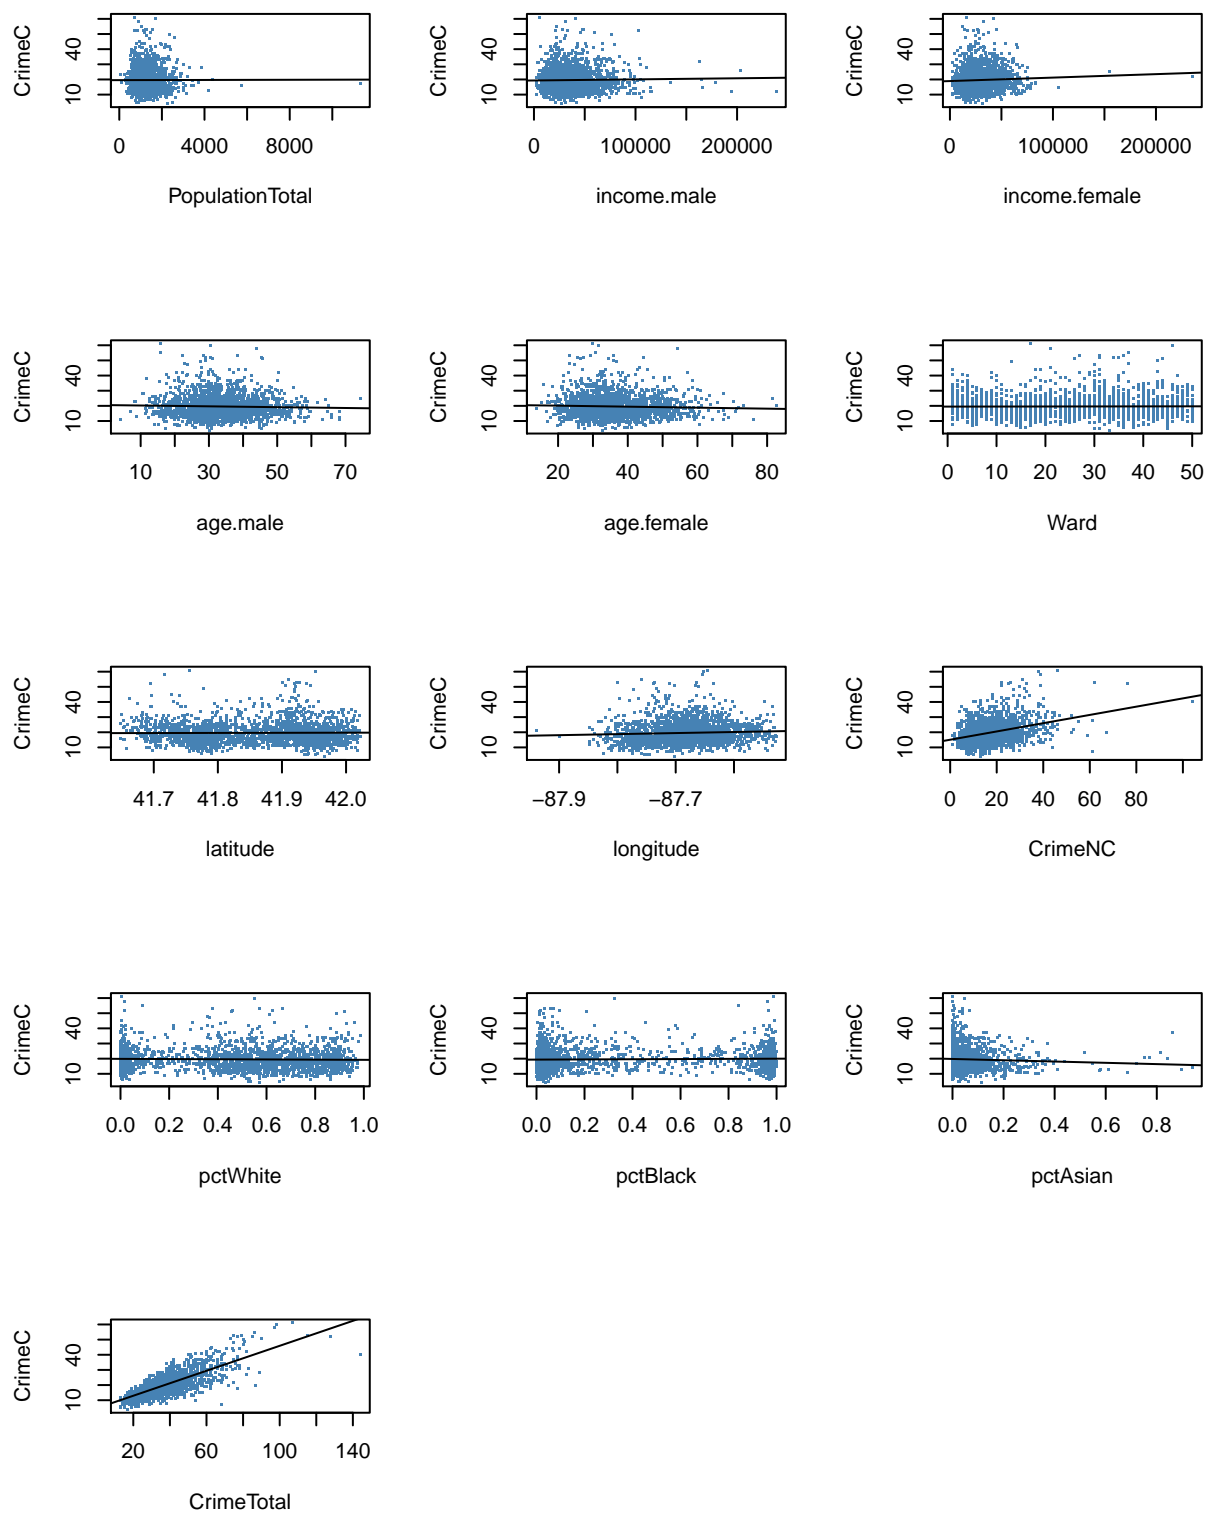 CrimeC
10 40
0 4000 8000
PopulationTotal
CrimeC
10 40
0 100000 200000
income.male
CrimeC
10 40
0 100000 200000
income.female
CrimeC
10 40
10 30 50 70
age.male
CrimeC
10 40
20 40 60 80
age.female
CrimeC
10 40
0 10 20 30 40 50
Ward
CrimeC
10 40
41.7 41.8 41.9 42.0
latitude
CrimeC
10 40
−87.9 −87.7
longitude
CrimeC
10 40
0 20 40 60 80
CrimeNC
CrimeC
10 40
0.0 0.2 0.4 0.6 0.8 1.0
pctWhite
CrimeC
10 40
0.0 0.2 0.4 0.6 0.8 1.0
pctBlack
CrimeC
10 40
0.0 0.2 0.4 0.6 0.8
pctAsian
CrimeC
10 40
20 60 100 140
CrimeTotal